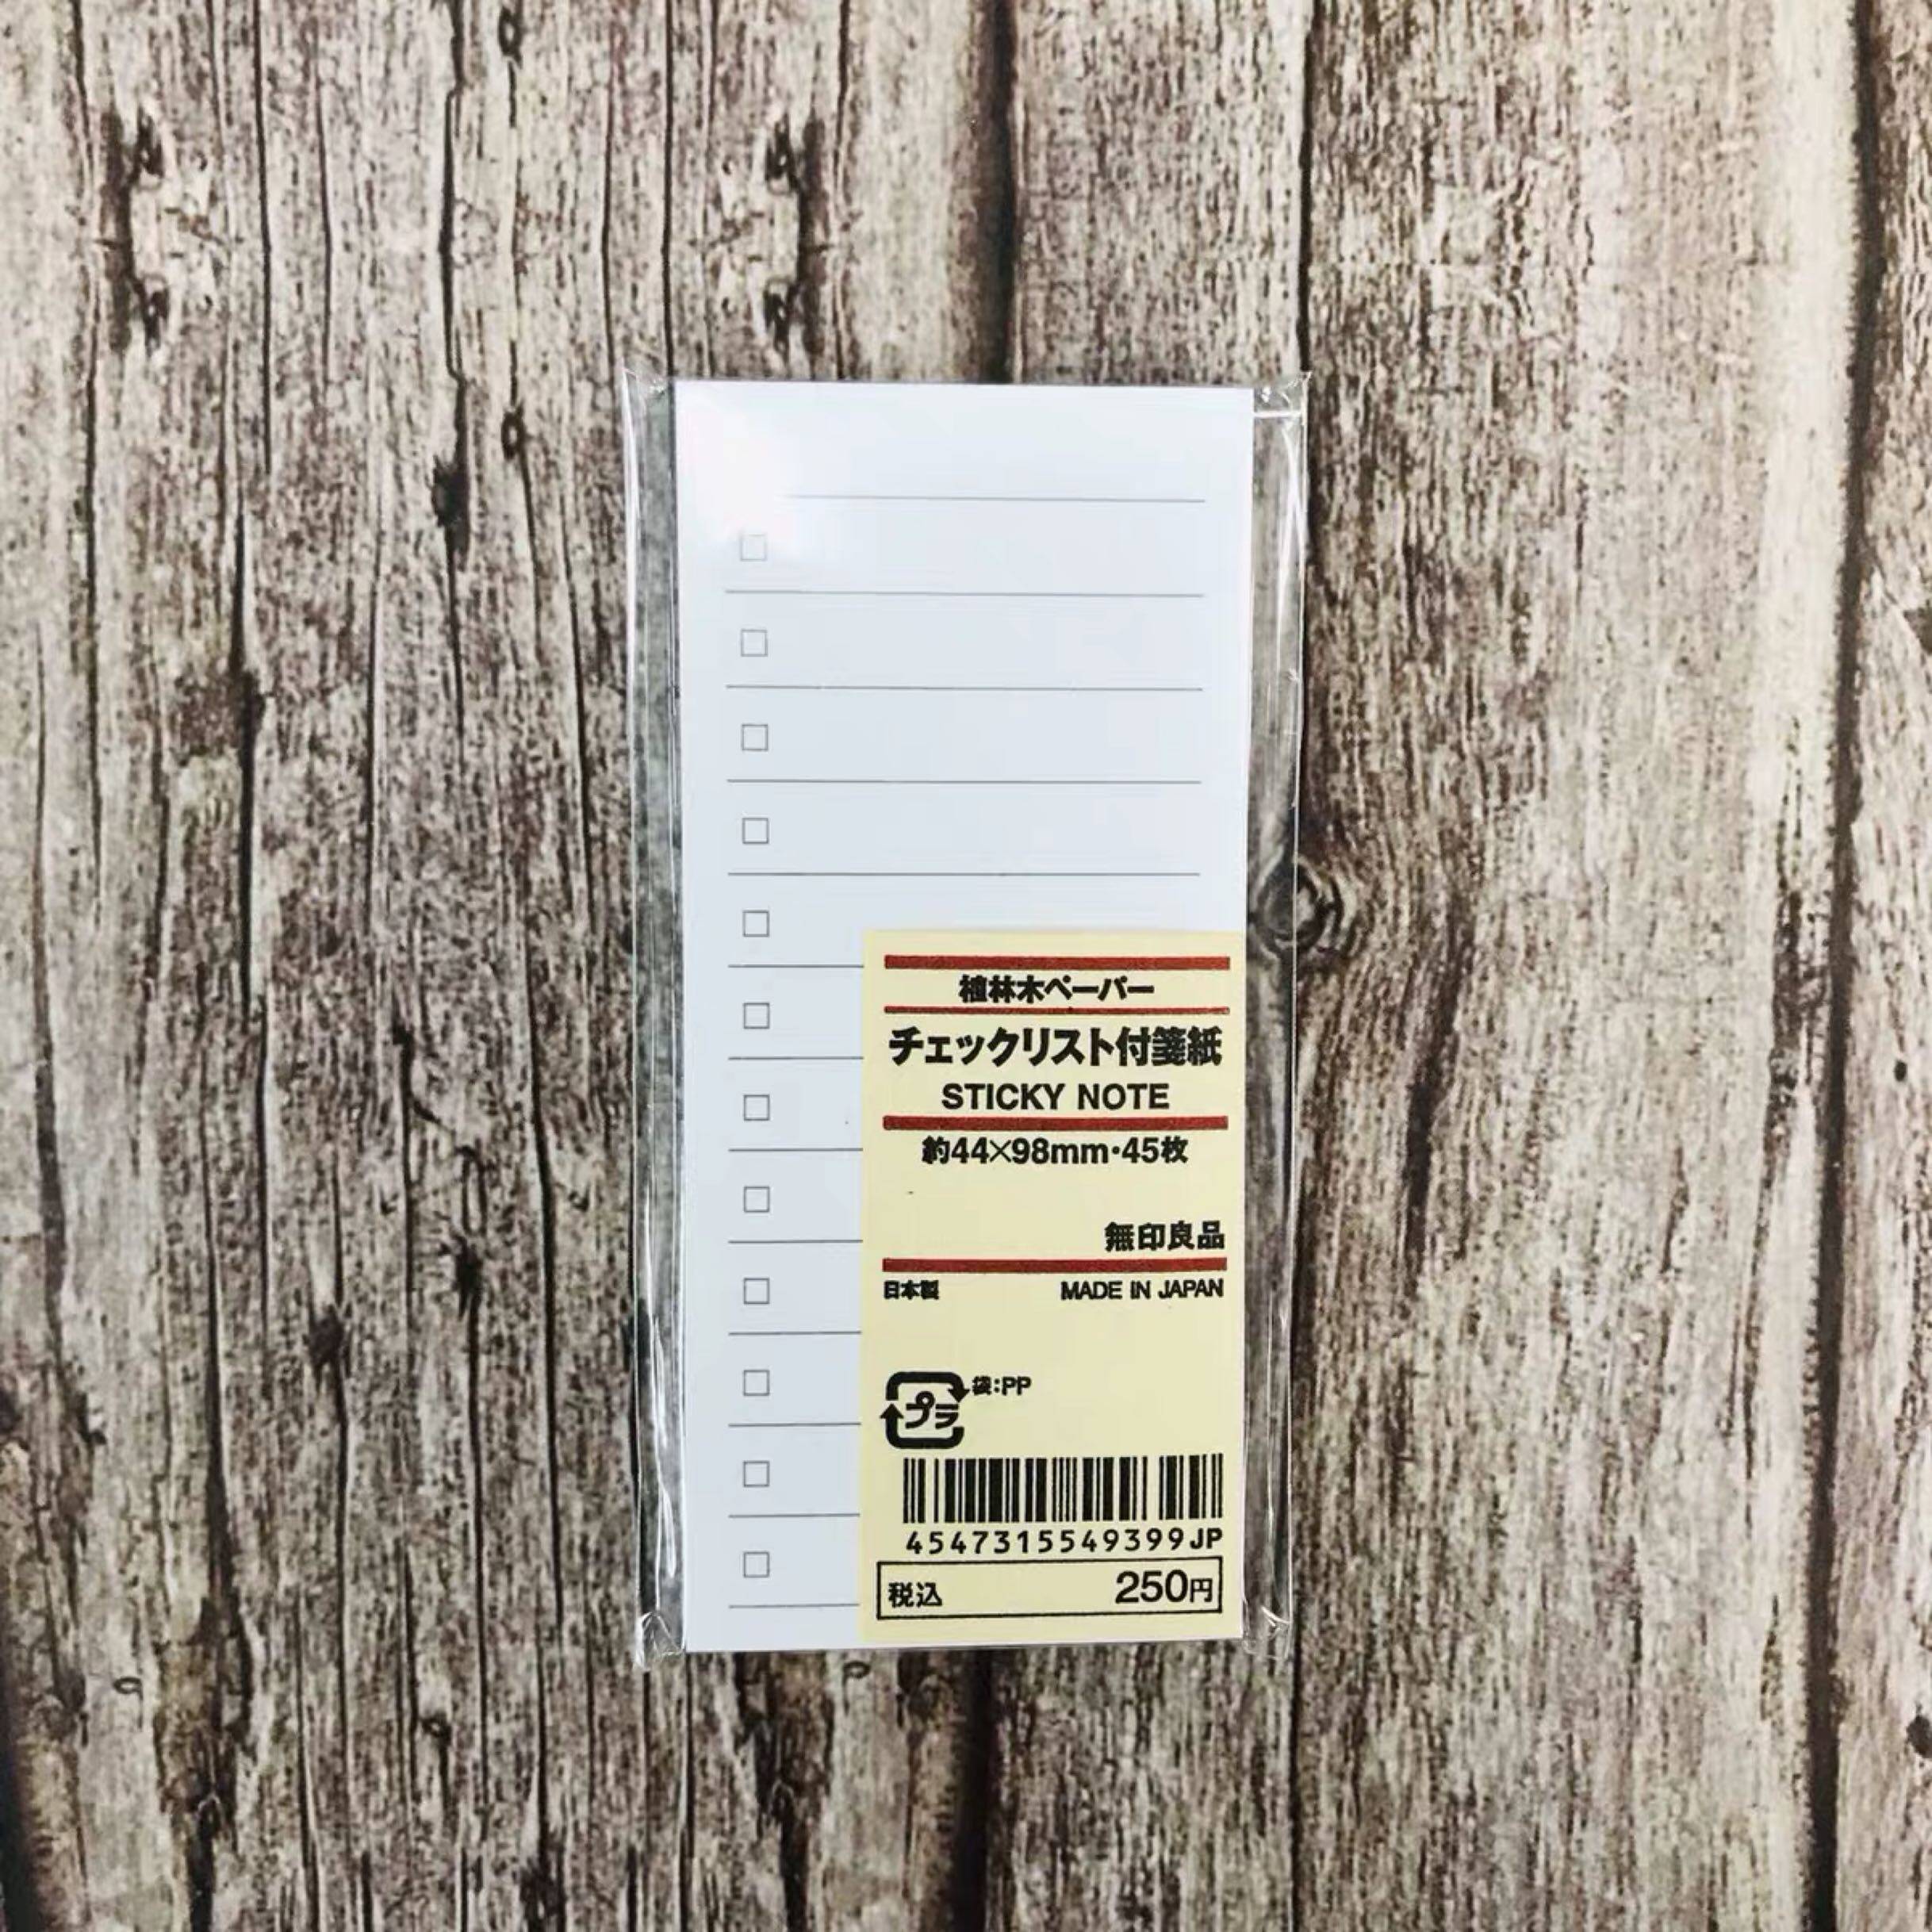 植林木ペーパー
チェックリスト付箋紙
STICKY NOTE
約44×98mm・45枚
無印良品
日本製 MADE IN JAPAN
プラ 袋:PP
4547315549399JP
税込 250円